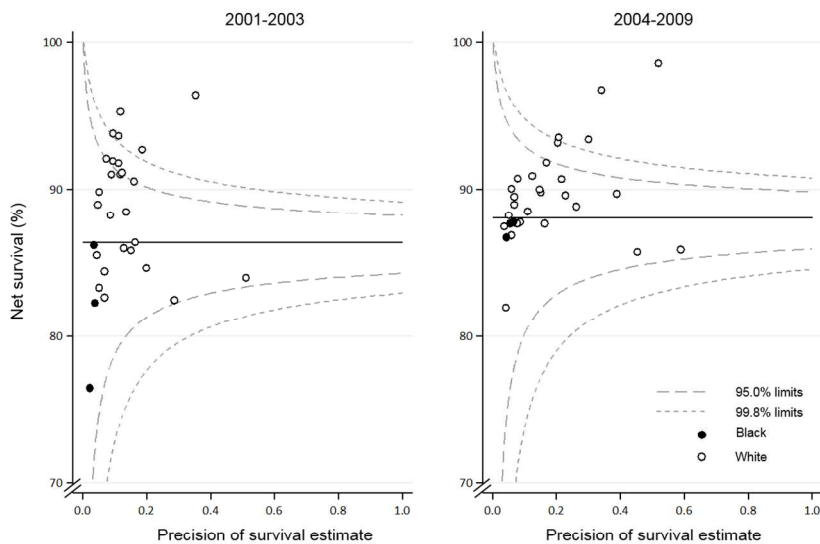 2001-2003
2004-2009
Net survival (%)
100
90
80
70
0.0 0.2 0.4 0.6 0.8 1.0
Precision of survival estimate
100
90
80
70
0.0 0.2 0.4 0.6 0.8 1.0
Precision of survival estimate
95.0% limits
99.8% limits
Black
White